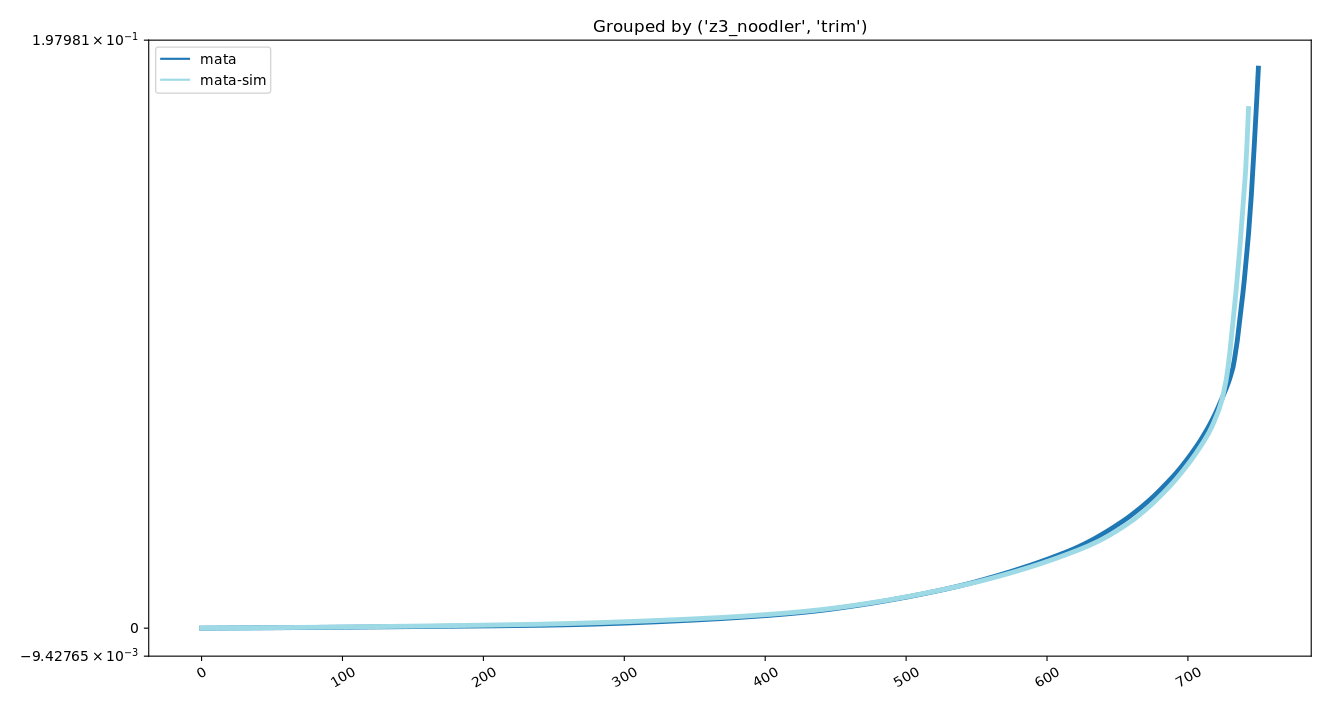 Grouped by ('z3_noodler', 'trim')
1.97981 × 10⁻¹
mata
mata-sim
0
−9.42765 × 10⁻³
0 100 200 300 400 500 600 700